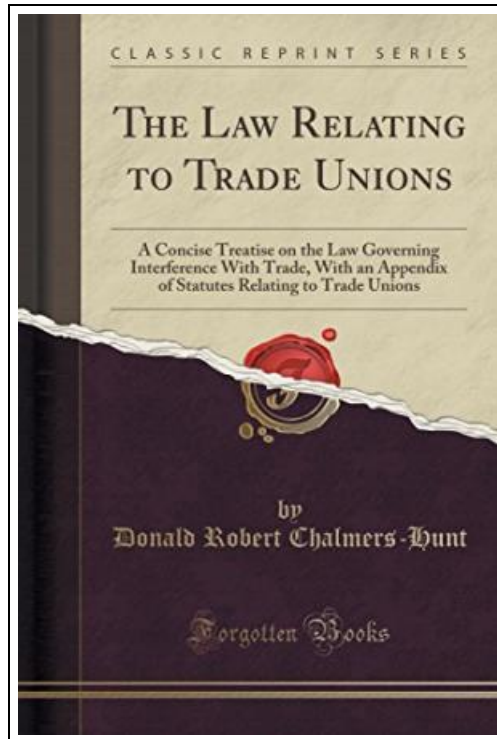 CLASSIC REPRINT SERIES
THE LAW RELATING
TO TRADE UNIONS
A Concise Treatise on the Law Governing
Interference With Trade, With an Appendix
of Statutes Relating to Trade Unions
by
Donald Robert Chalmers-Hunt
Forgotten Books